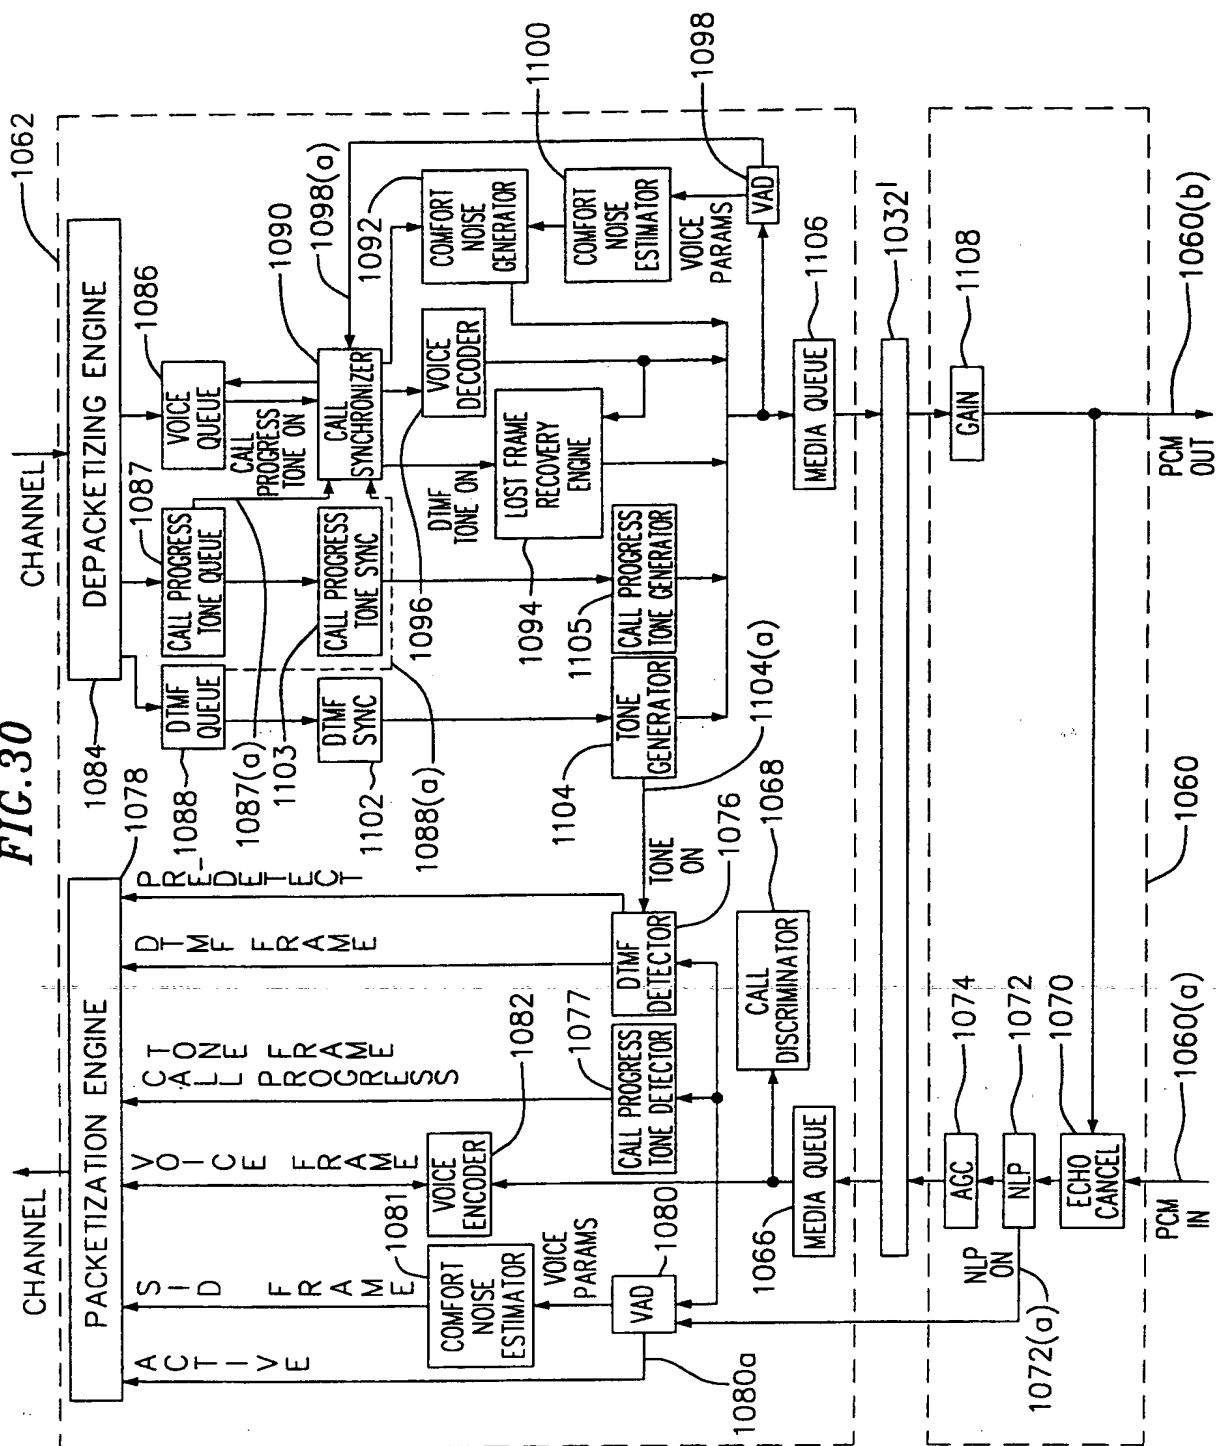 FIG.30
CHANNEL
PACKETIZATION ENGINE
1078
CHANNEL
DEPACKETIZING ENGINE
1084
1062
ACTIVE
SID FRAME
VOICE FRAME
CALL PROGRESS
TONE FRAME
DTMF FRAME
PRE-DETECT
1088
DTMF
QUEUE
1087
CALL PROGRESS
TONE QUEUE
1086
VOICE
QUEUE
1087(a)
CALL
PROGRESS
TONE ON
1103
1102
DTMF
SYNC
CALL PROGRESS
TONE SYNC
1090
CALL
SYNCHRONIZER
1098(a)
1088(a)
1081
COMFORT
NOISE
ESTIMATOR
VOICE
ENCODER
1082
1096
DTMF
TONE ON
VOICE
DECODER
1092
COMFORT
NOISE
GENERATOR
1094
LOST FRAME
RECOVERY
ENGINE
1100
COMFORT
NOISE
ESTIMATOR
VOICE
PARAMS
VOICE
PARAMS
1080
VAD
1080a
1077
CALL PROGRESS
TONE DETECTOR
DTMF
DETECTOR
1076
TONE
ON
1104(a)
1104
TONE
GENERATOR
1105
CALL PROGRESS
TONE GENERATOR
VAD
1098
CALL
DISCRIMINATOR
1068
1066
MEDIA QUEUE
MEDIA QUEUE
1106
1032'
NLP
ON
1072(a)
AGC
1074
NLP
1072
ECHO
CANCEL
1070
GAIN
1108
PCM
IN
1060(a)
1060
PCM
OUT
1060(b)